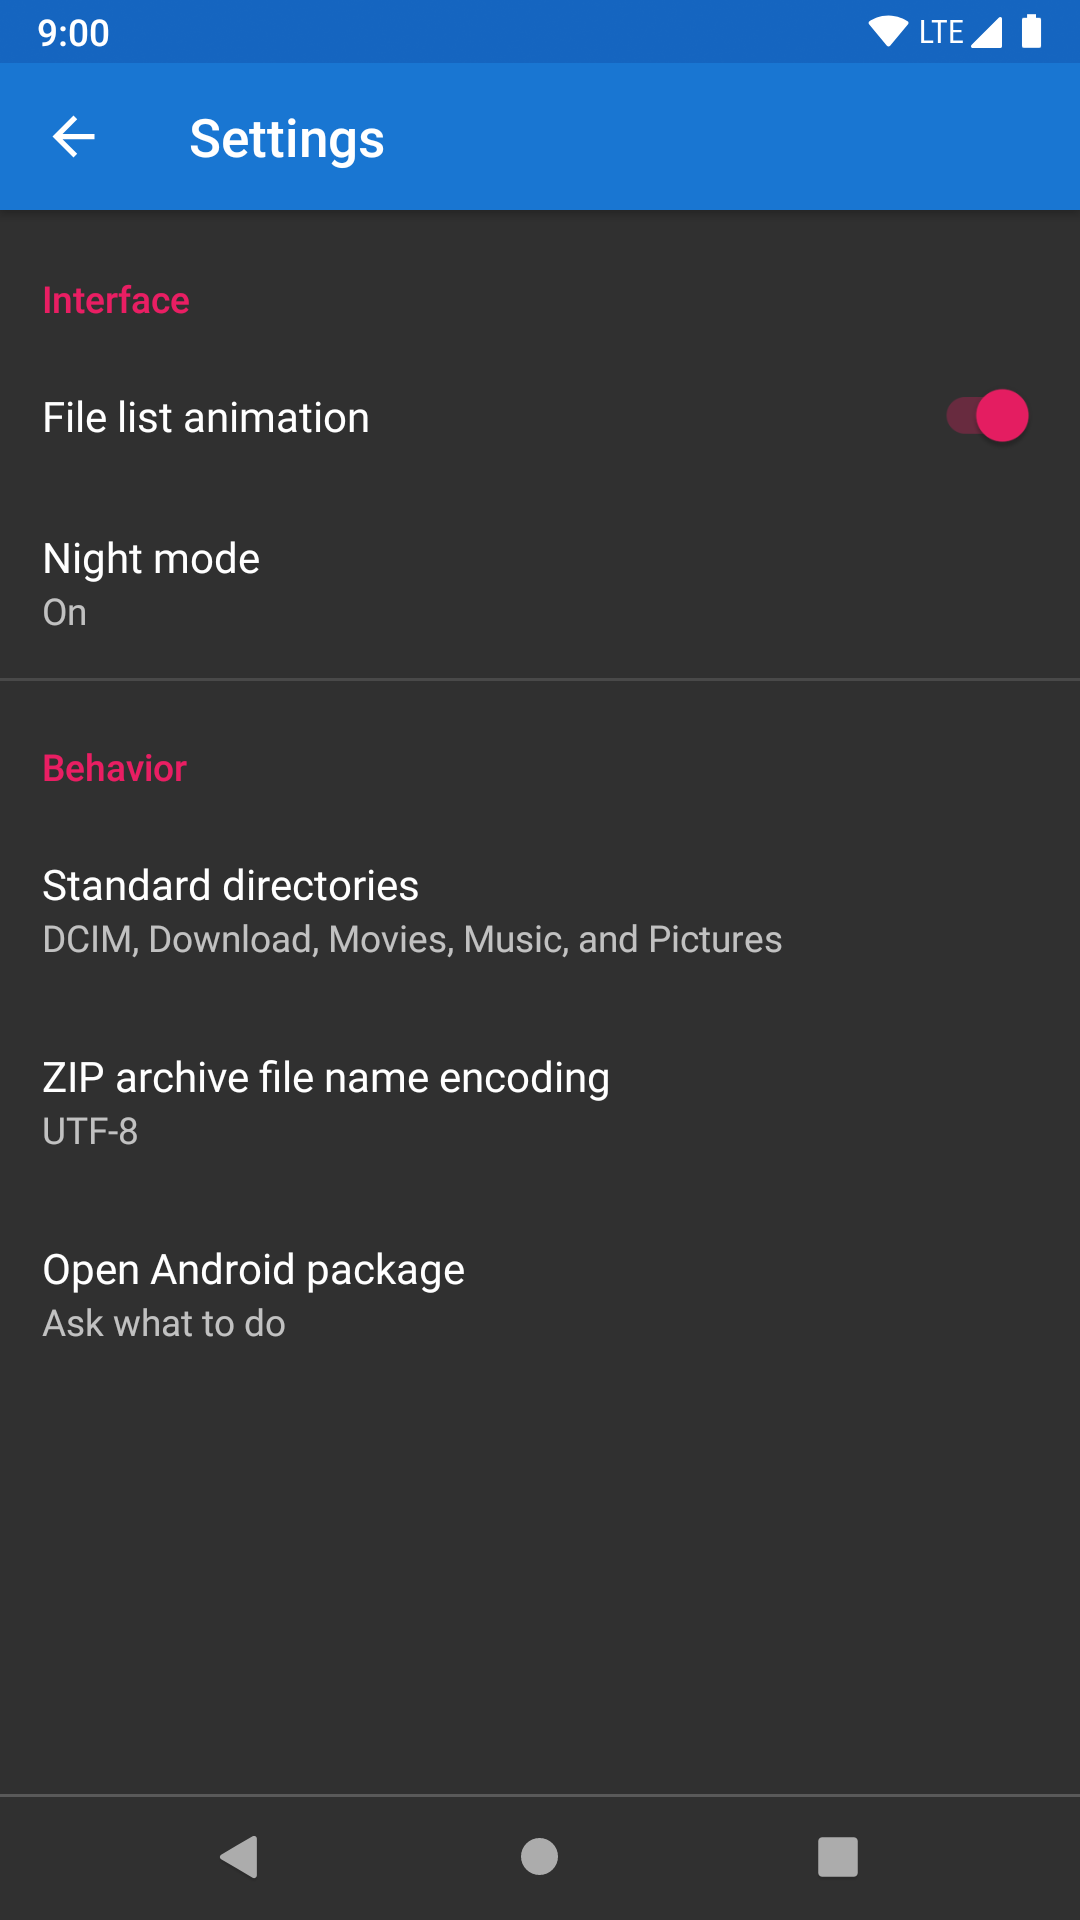 9:00
LTE
Settings
Interface
File list animation
Night mode
On
Behavior
Standard directories
DCIM, Download, Movies, Music, and Pictures
ZIP archive file name encoding
UTF-8
Open Android package
Ask what to do